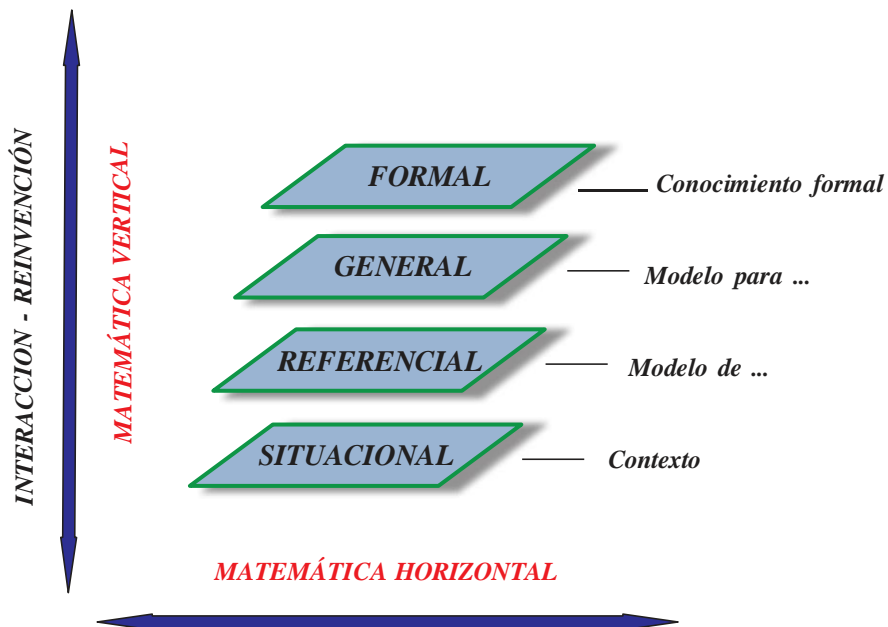 INTERACCION - REINVENCIÓN
MATEMÁTICA VERTICAL
FORMAL
Conocimiento formal
GENERAL
Modelo para ...
REFERENCIAL
Modelo de ...
SITUACIONAL
Contexto
MATEMÁTICA HORIZONTAL